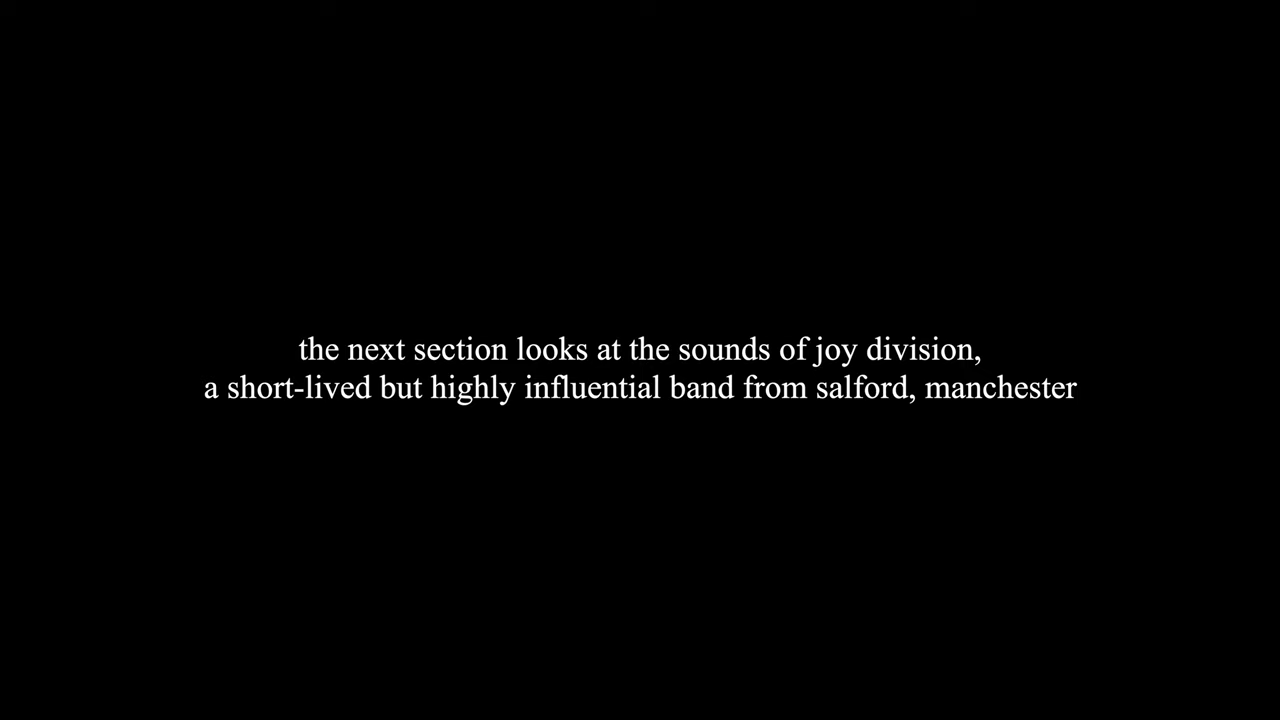 the next section looks at the sounds of joy division,
a short-lived but highly influential band from salford, manchester